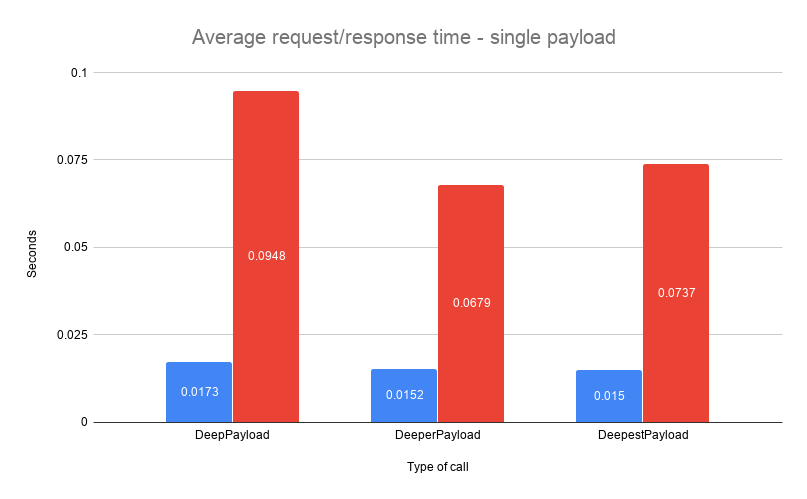 Average request/response time - single payload
0.1
0.075
0.05
0.025
0
Seconds
0.0173
0.0948
0.0152
0.0679
0.015
0.0737
DeepPayload
DeeperPayload
DeepestPayload
Type of call